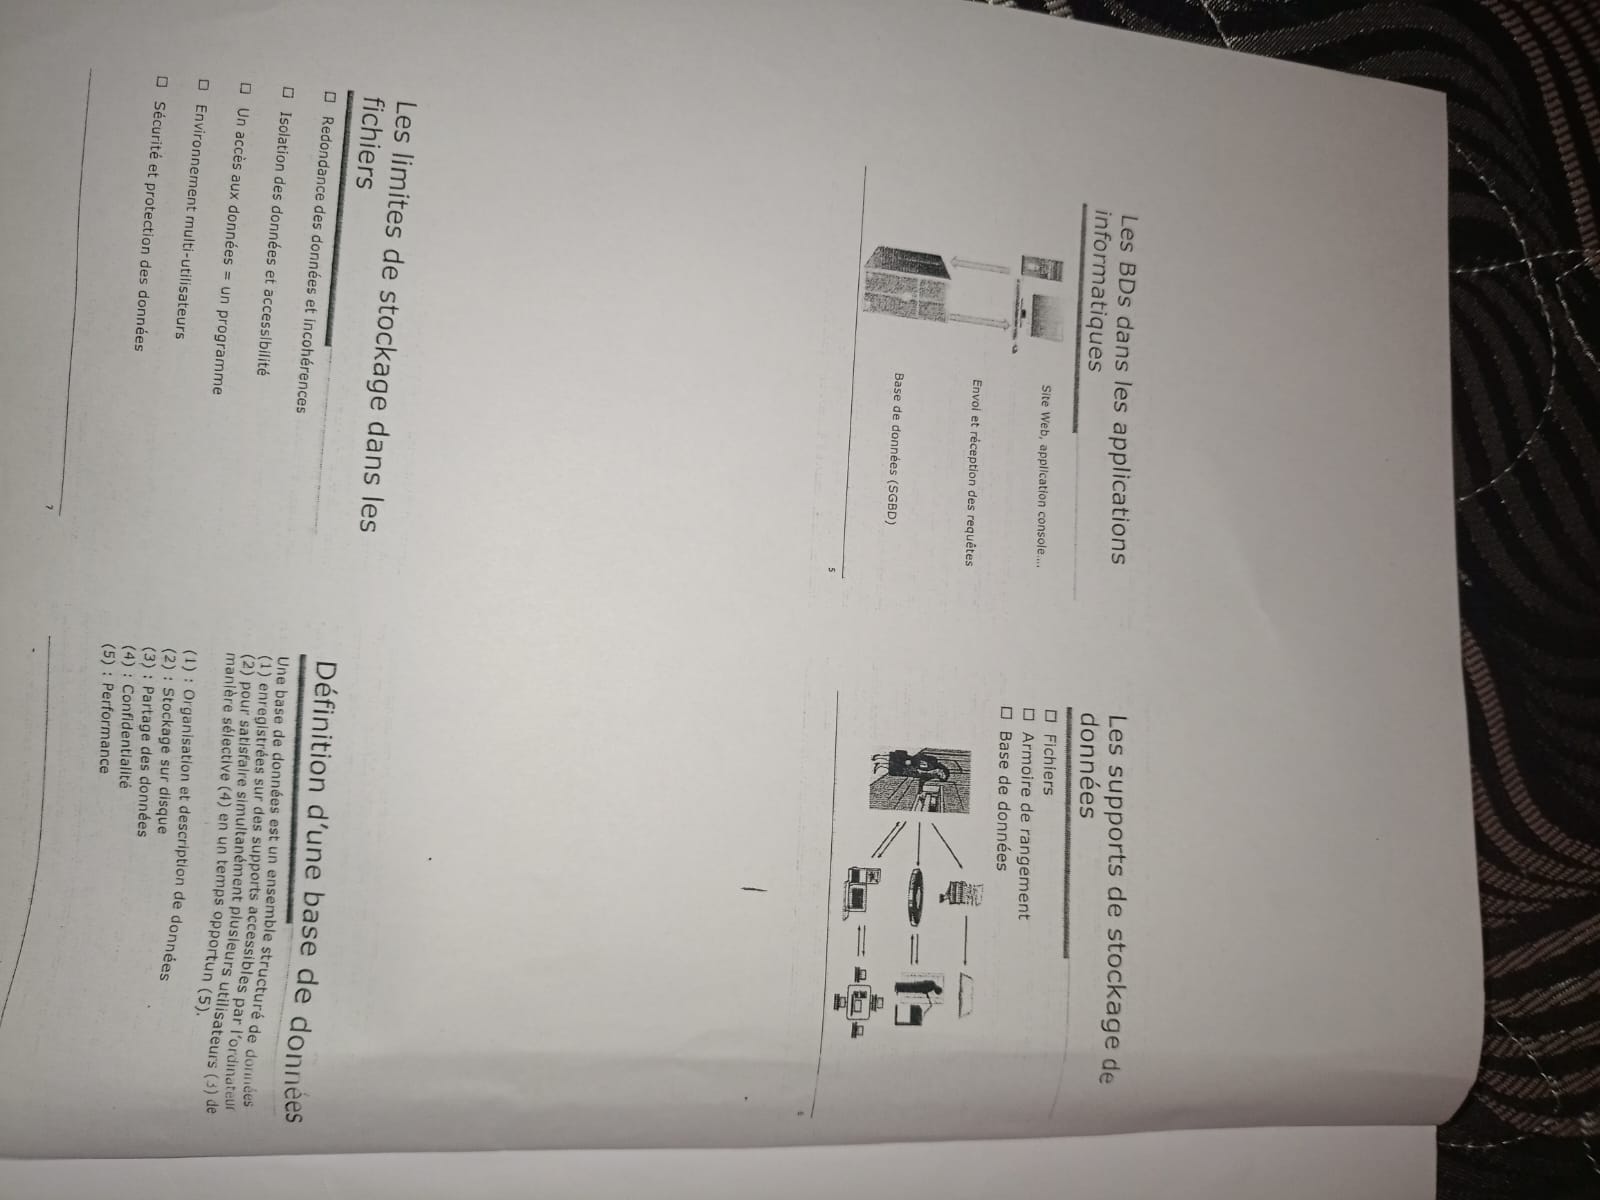 Les BDs dans les applications
informatiques
Site Web, application console....
Envoi et réception des requêtes
Base de données (SGBD)
5
Les supports de stockage de
données
Fichiers
Armoire de rangement
Base de données
6
Les limites de stockage dans les
fichiers
Redondance des données et incohérences
Isolation des données et accessibilité
Un accès aux données = un programme
Environnement multi-utilisateurs
Sécurité et protection des données
7
Définition d'une base de données
Une base de données est un ensemble structuré de données
(1) enregistrées sur des supports accessibles par l'ordinateur
(2) pour satisfaire simultanément plusieurs utilisateurs (3) de
manière sélective (4) en un temps opportun (5).
(1) : Organisation et description de données
(2) : Stockage sur disque
(3) : Partage des données
(4) : Confidentialité
(5) : Performance